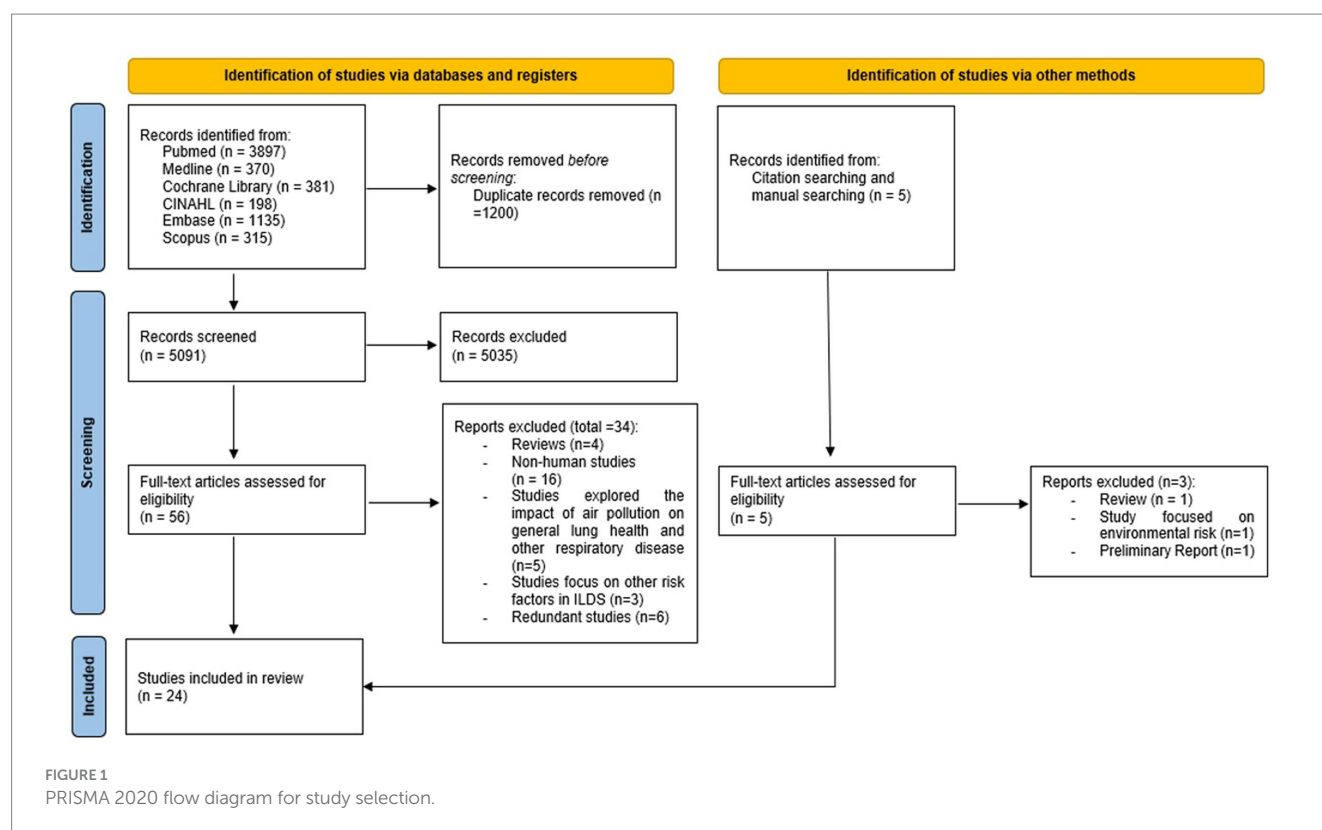 Identification of studies via databases and registers
Identification of studies via other methods
Identification
Records identified from:
Pubmed (n = 3897)
Medline (n = 370)
Cochrane Library (n = 381)
CINAHL (n = 198)
Embase (n = 1135)
Scopus (n = 315)
Records removed before
screening:
Duplicate records removed (n
=1200)
Records identified from:
Citation searching and
manual searching (n = 5)
Screening
Records screened
(n = 5091)
Records excluded
(n = 5035)
Full-text articles assessed for
eligibility
(n = 56)
Reports excluded (total =34):
- Reviews (n=4)
- Non-human studies
(n = 16)
- Studies explored the
impact of air pollution on
general lung health and
other respiratory disease
(n=5)
- Studies focus on other risk
factors in ILDS (n=3)
- Redundant studies (n=6)
Full-text articles assessed for
eligibility
(n = 5)
Reports excluded (n=3):
- Review (n = 1)
- Study focused on
environmental risk (n=1)
- Preliminary Report (n=1)
Included
Studies included in review
(n = 24)
FIGURE 1
PRISMA 2020 flow diagram for study selection.